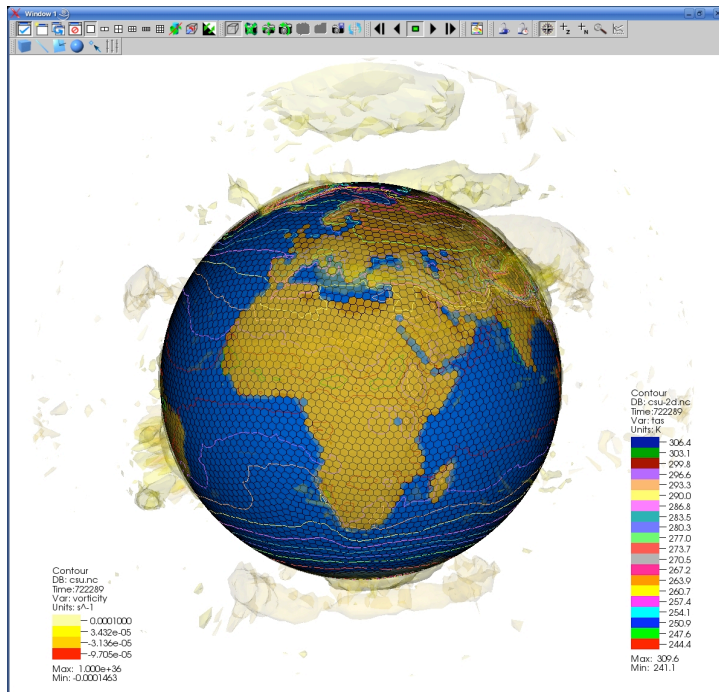 Window 1
Contour
DB: csu-2d.nc
Time:722289
Var: tas
Units: K
306.4
303.1
299.8
296.6
293.3
290.0
286.8
283.5
280.3
277.0
273.7
270.5
267.2
263.9
260.7
257.4
254.1
250.9
247.6
244.4
Max: 309.6
Min: 241.1
Contour
DB: csu.nc
Time:722289
Var: vorticity
Units: s^-1
0.0001000
3.432e-05
-3.136e-05
-9.705e-05
Max: 1.000e+36
Min: -0.0001463